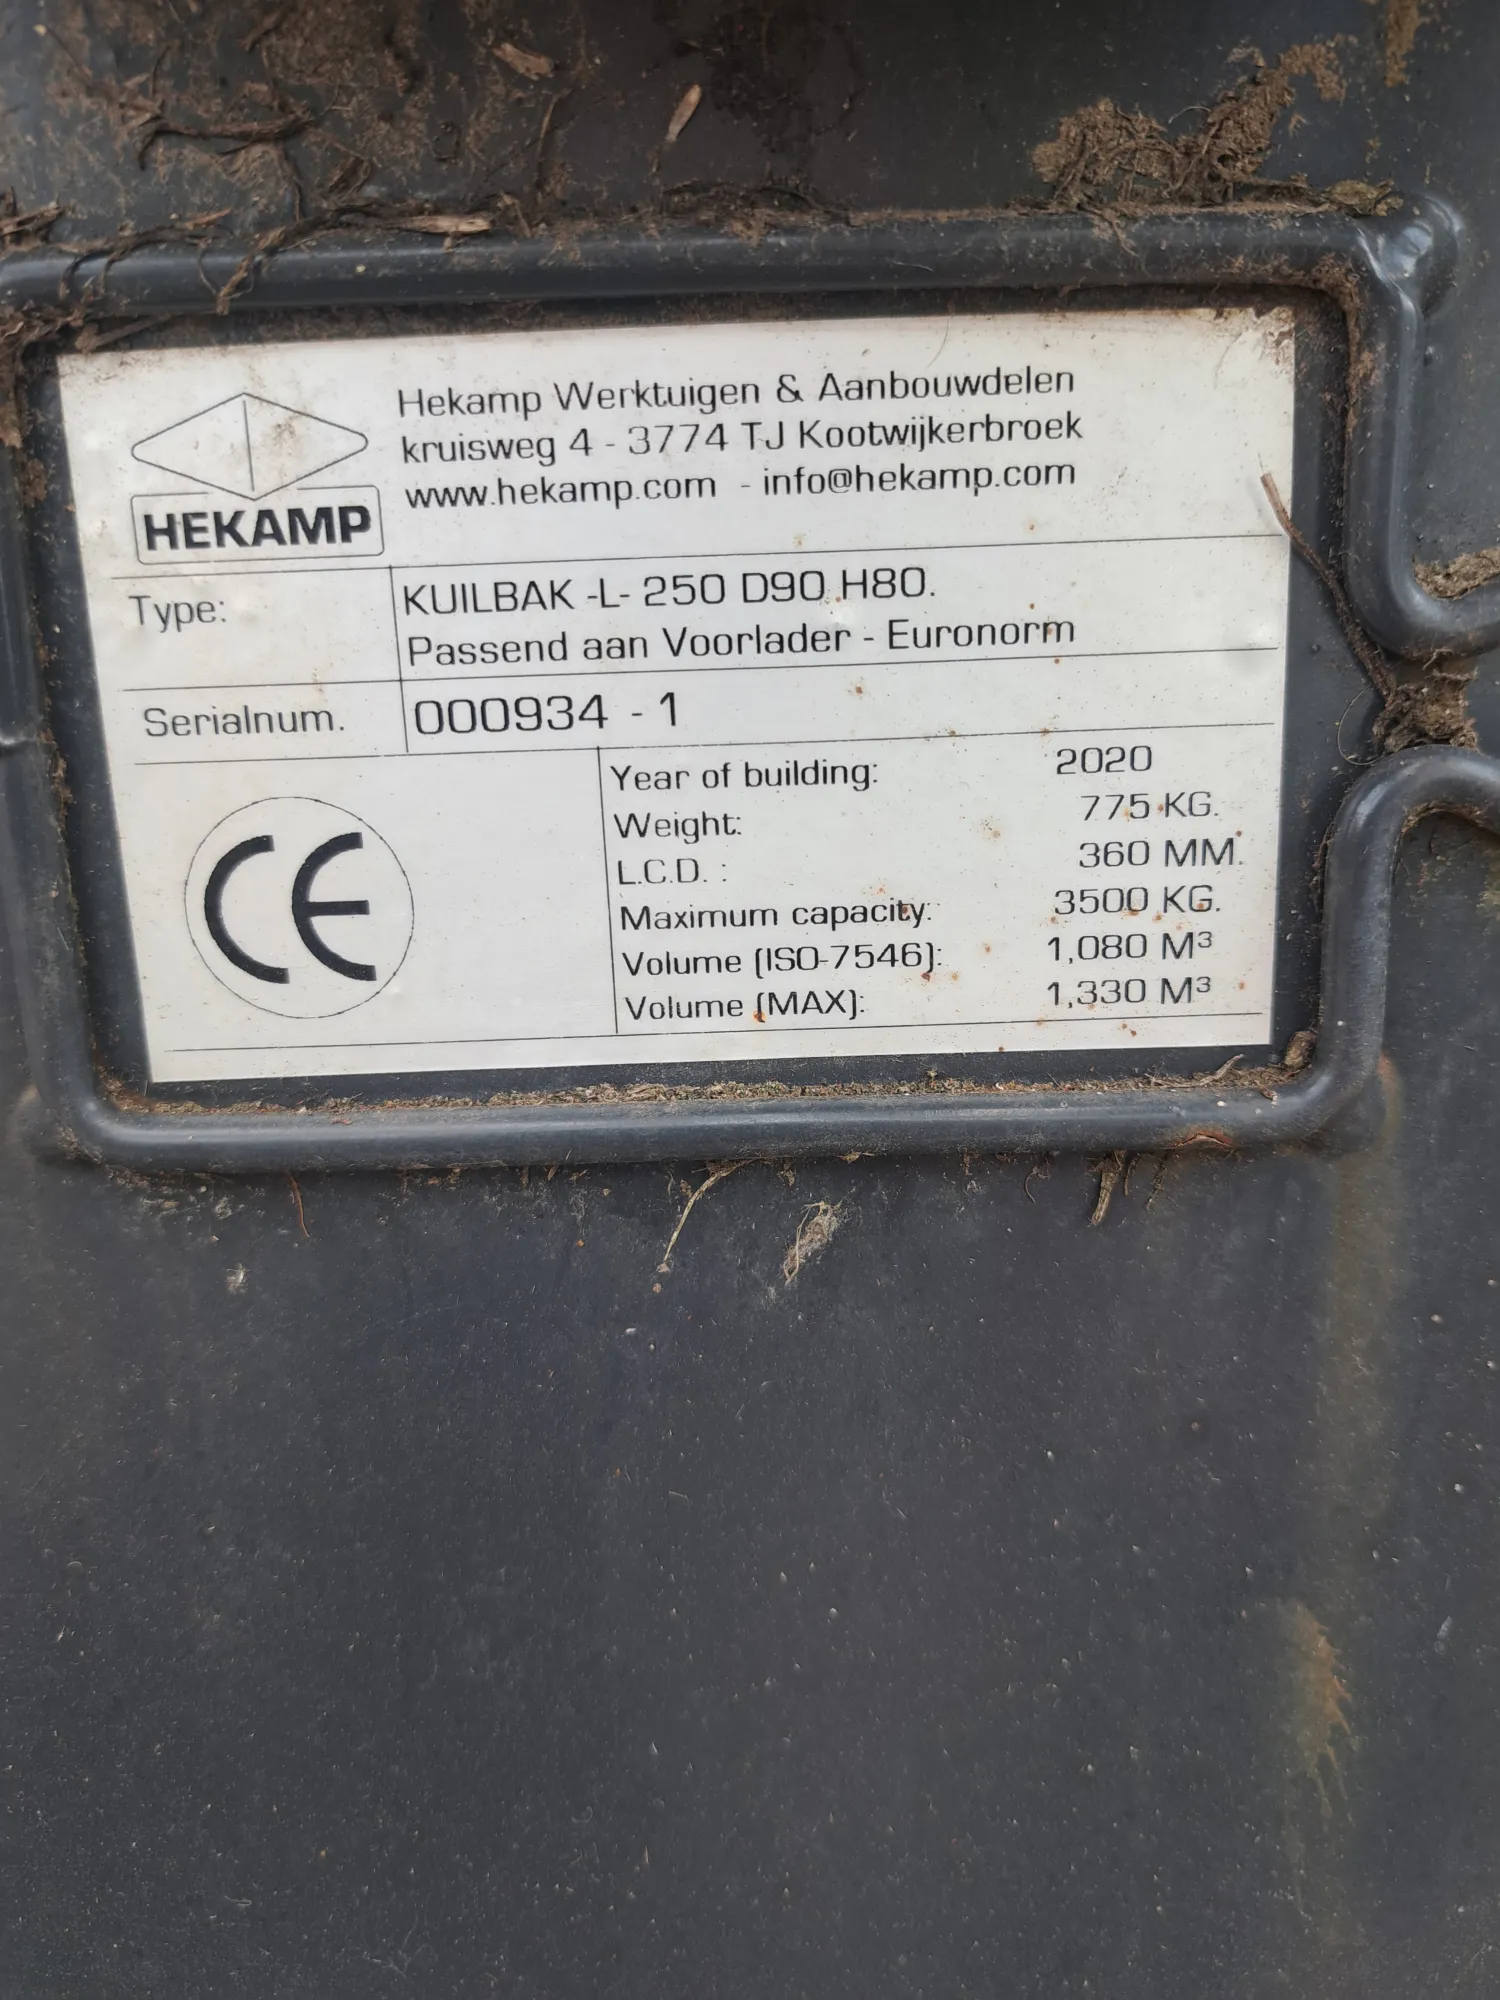 Hekamp Werktuigen & Aanbouwdelen
kruisweg 4 - 3774 TJ Kootwijkerbroek
www.hekamp.com - info@hekamp.com
HEKAMP
Type: KUILBAK -L- 250 D90 H80.
Passend aan Voorlader - Euronorm
Serialnum. 000934 - 1
CE
Year of building: 2020
Weight: 775 KG.
L.C.D. : 360 MM.
Maximum capacity: 3500 KG.
Volume (ISO-7546): 1,080 M³
Volume (MAX): 1,330 M³